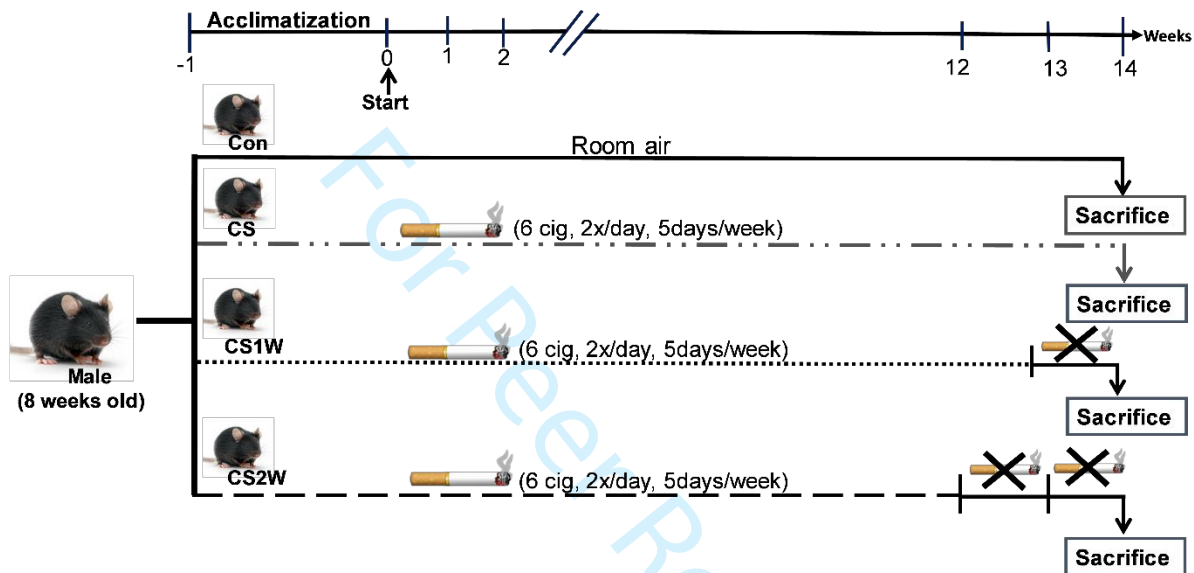 Acclimatization
Weeks
-1 0 1 2 12 13 14
Start
Con
Room air
Sacrifice
CS
(6 cig, 2x/day, 5days/week)
Sacrifice
CS1W
(6 cig, 2x/day, 5days/week)
Sacrifice
Male
(8 weeks old)
CS2W
(6 cig, 2x/day, 5days/week)
Sacrifice
For Peer Re